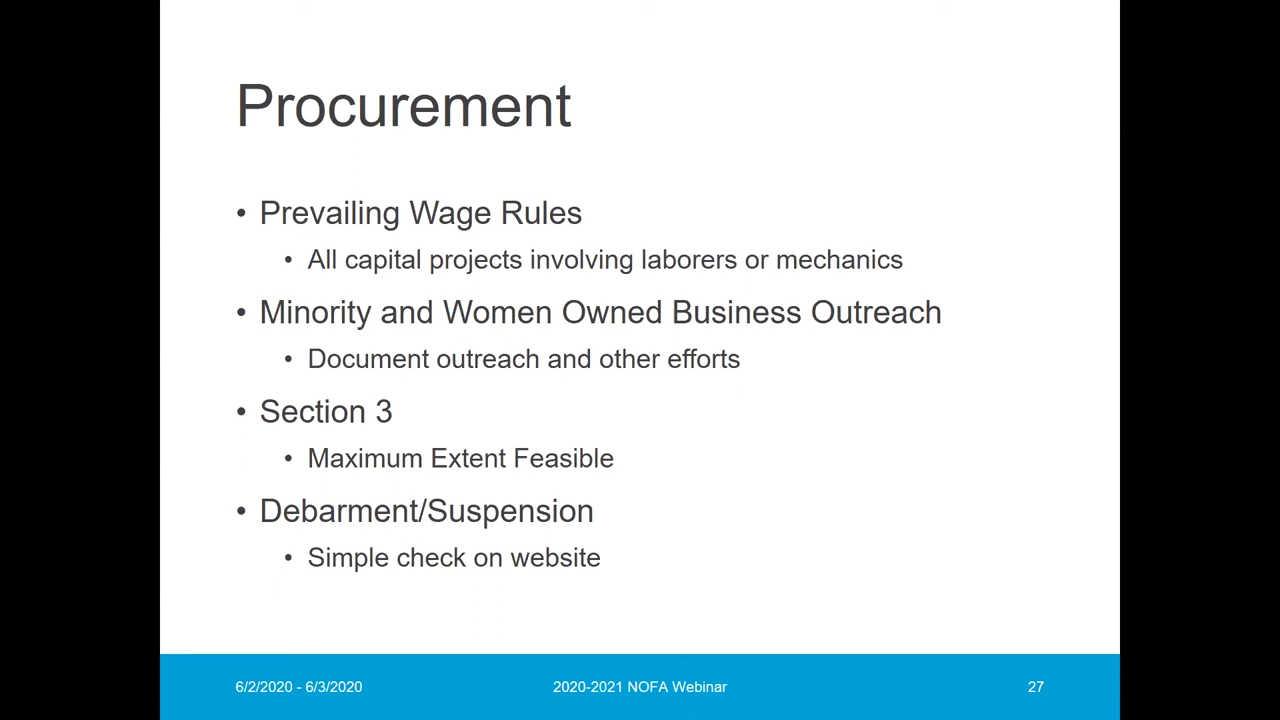 Procurement
• Prevailing Wage Rules
• All capital projects involving laborers or mechanics
• Minority and Women Owned Business Outreach
• Document outreach and other efforts
• Section 3
• Maximum Extent Feasible
• Debarment/Suspension
• Simple check on website
6/2/2020 - 6/3/2020
2020-2021 NOFA Webinar
27